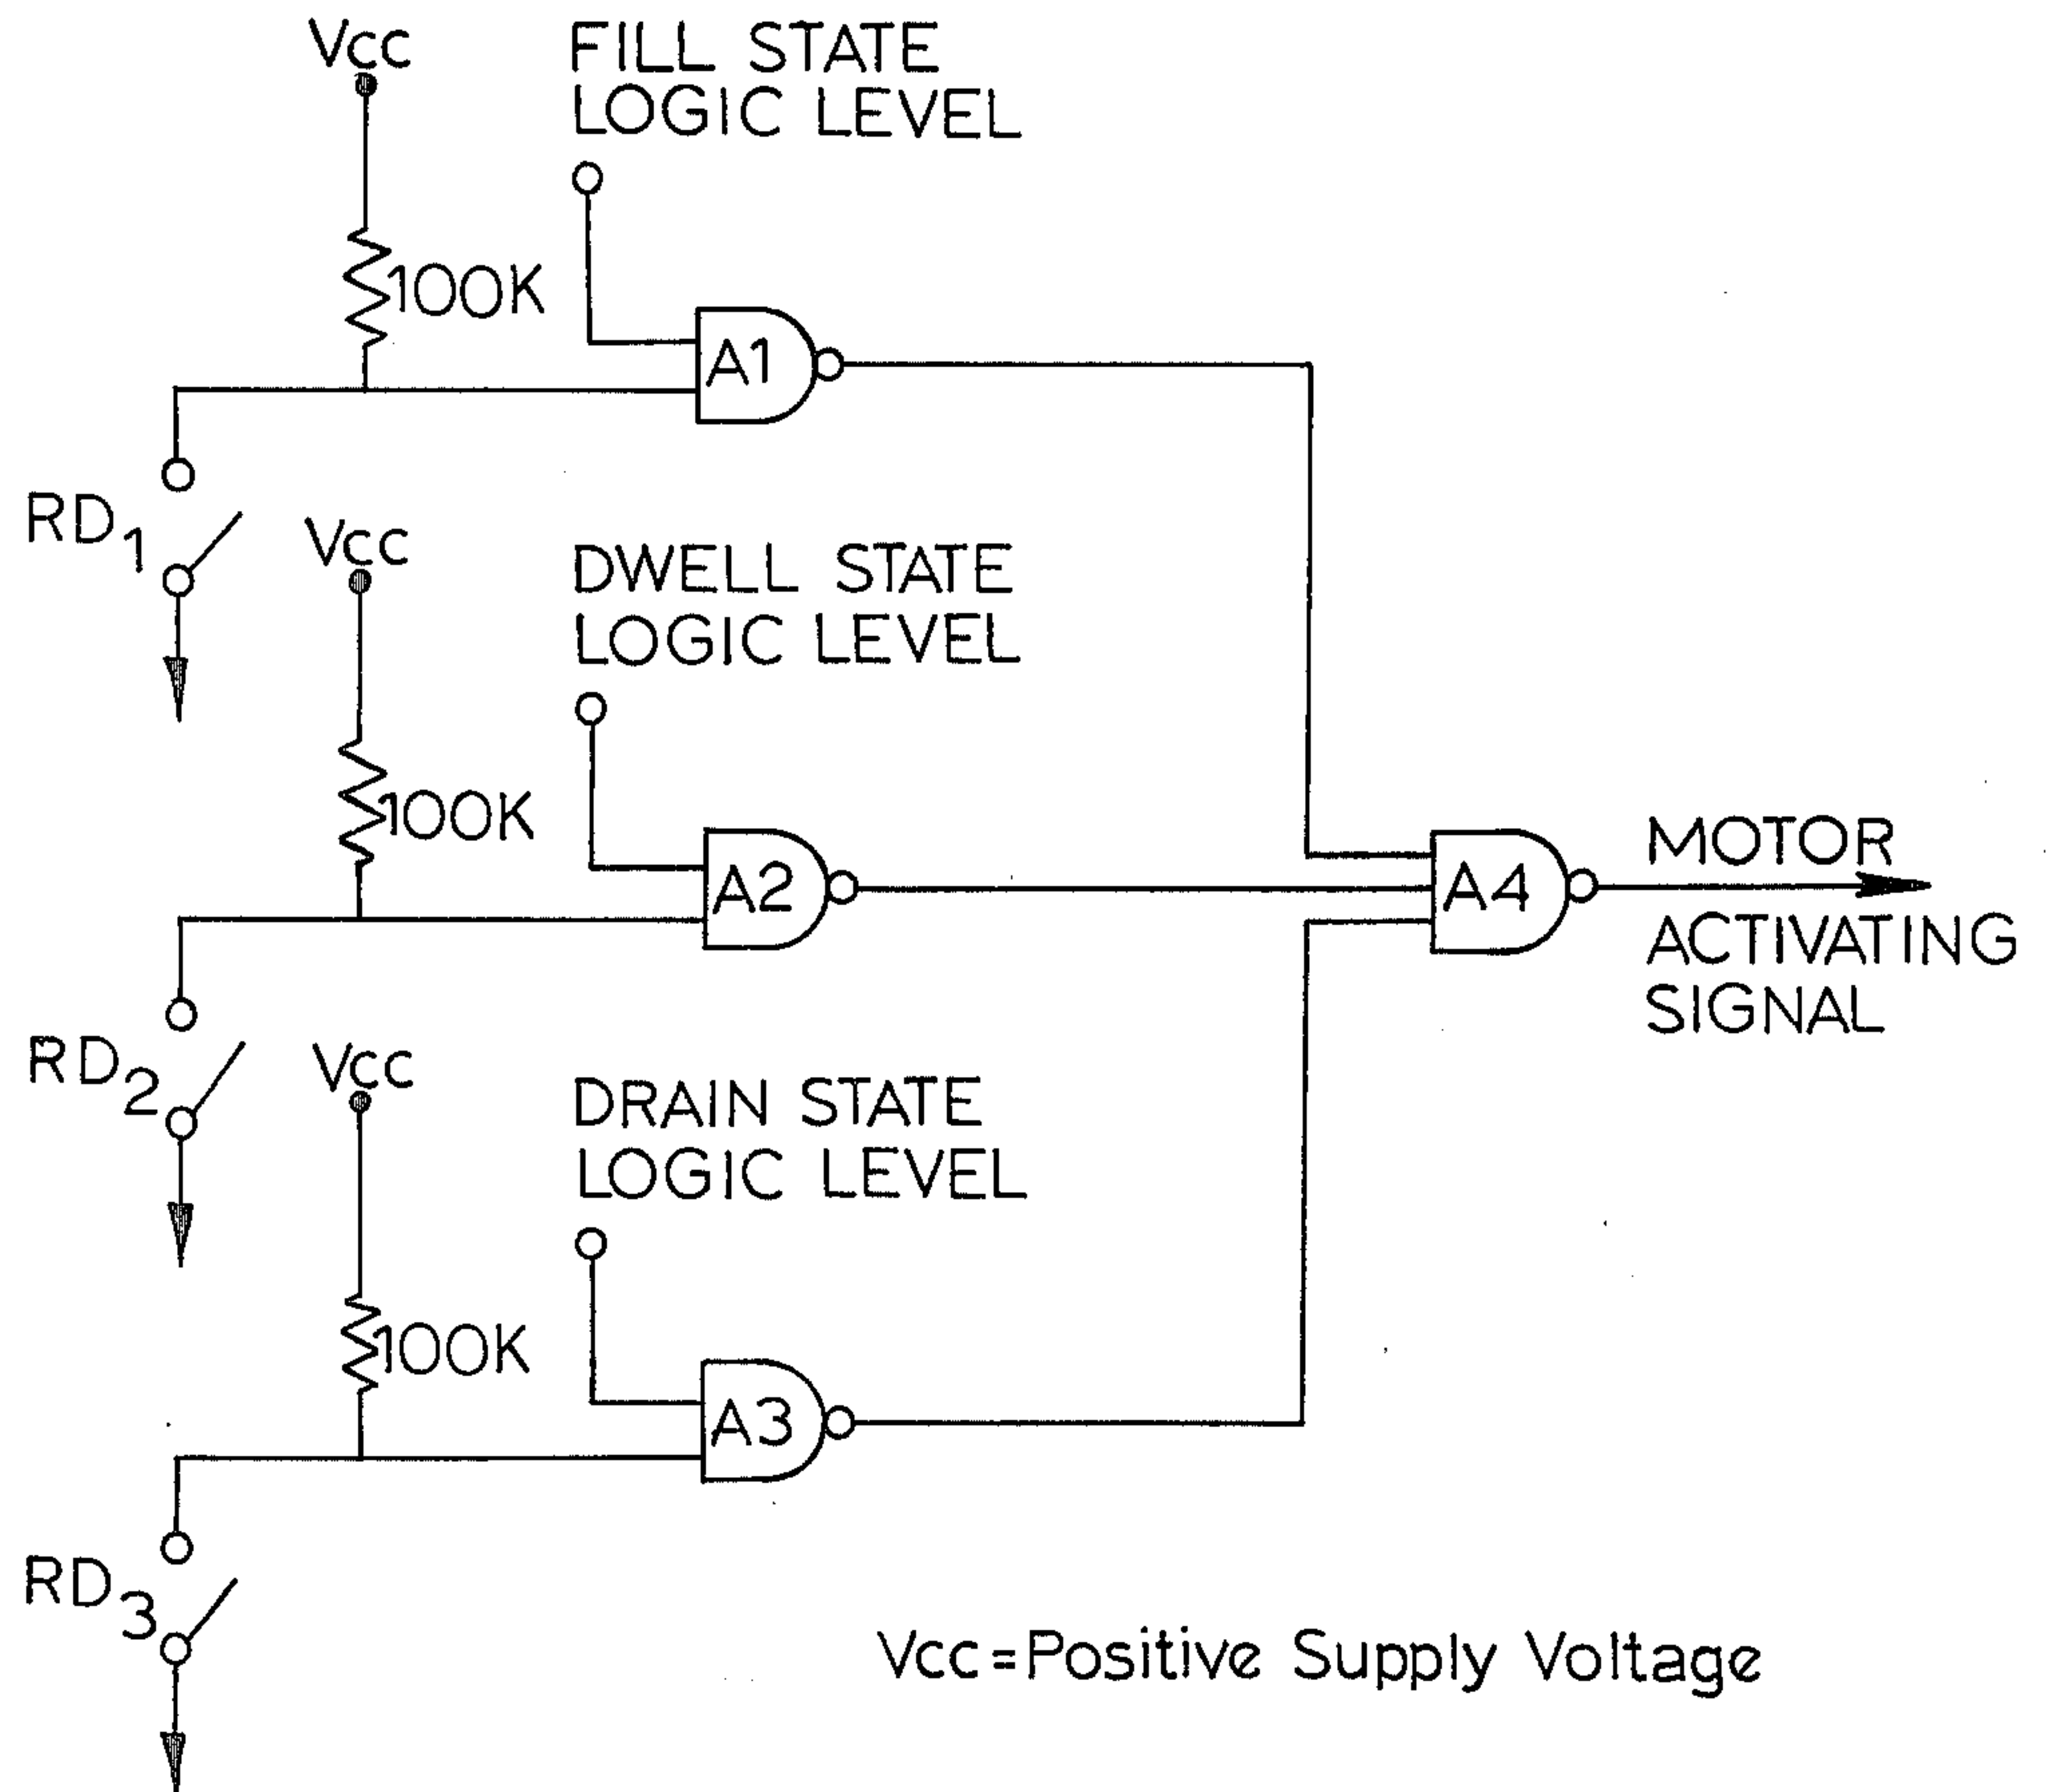 Vcc
FILL STATE
LOGIC LEVEL
100K
A1
RD1
Vcc
DWELL STATE
LOGIC LEVEL
100K
A2
A4
MOTOR
ACTIVATING
SIGNAL
RD2
Vcc
DRAIN STATE
LOGIC LEVEL
100K
A3
RD3
Vcc=Positive Supply Voltage